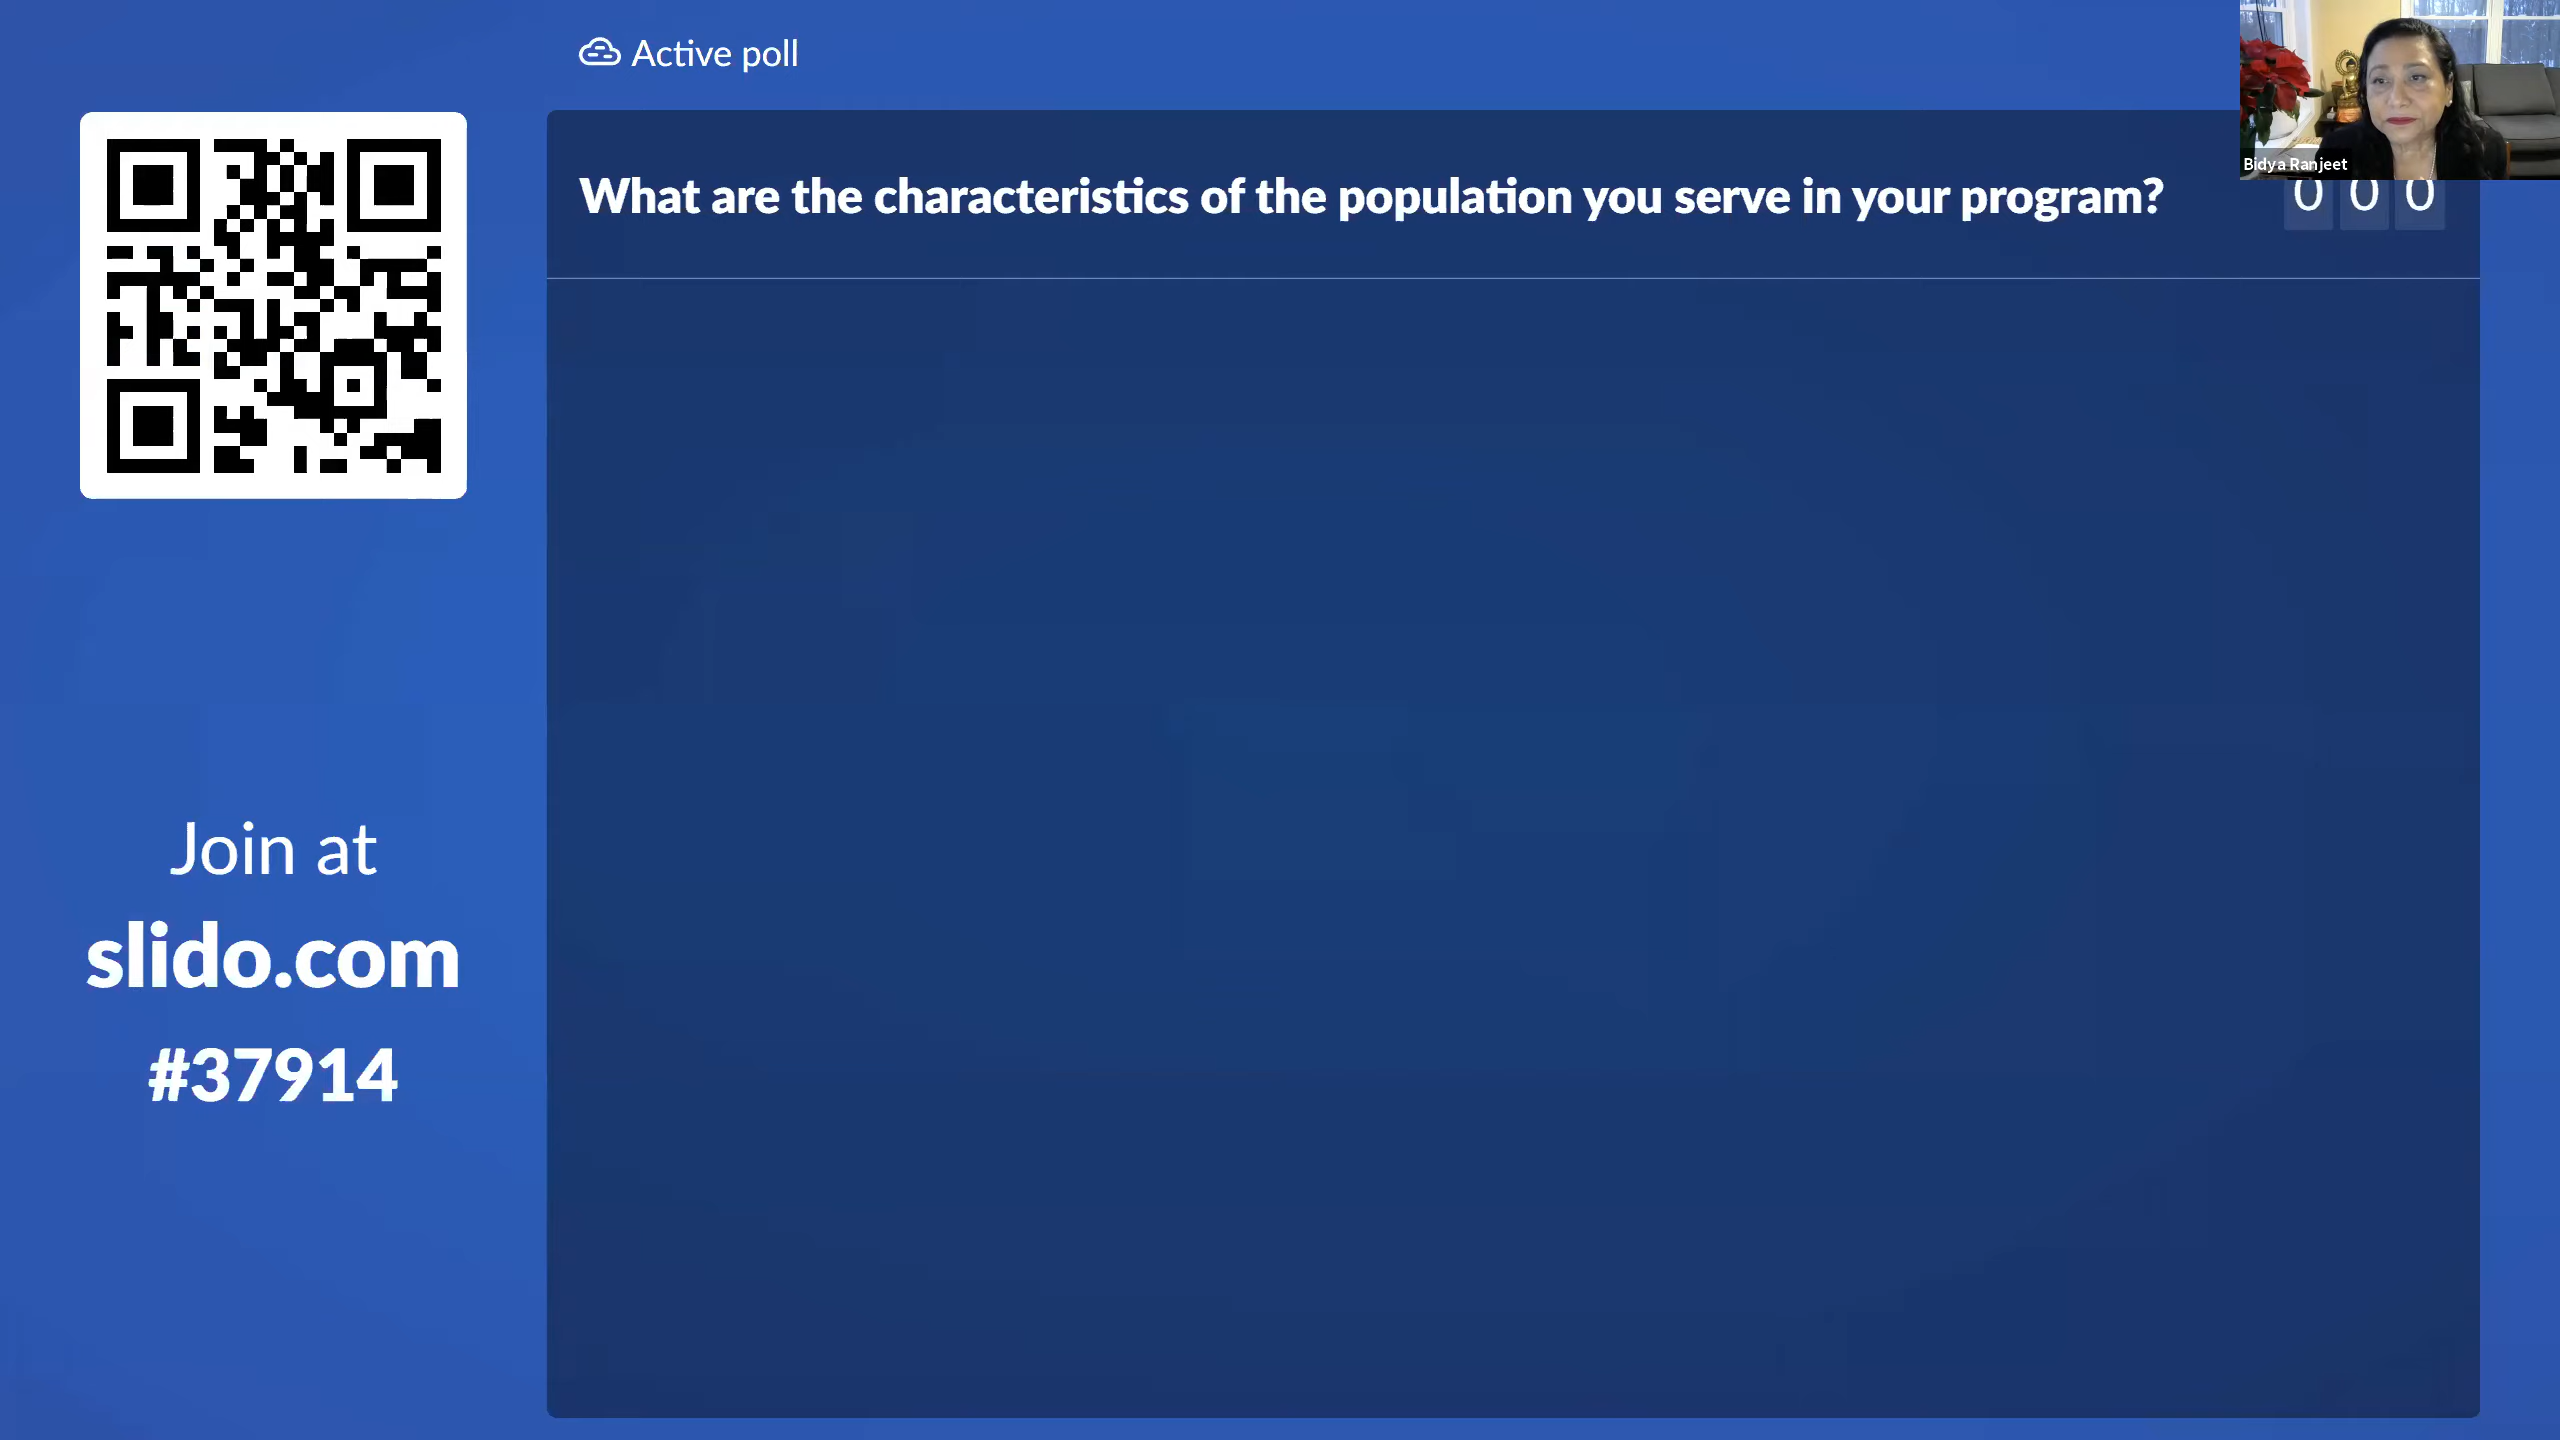 Active poll
What are the characteristics of the population you serve in your program?
0 0 0
Bidya Ranjeet
Join at
slido.com
#37914